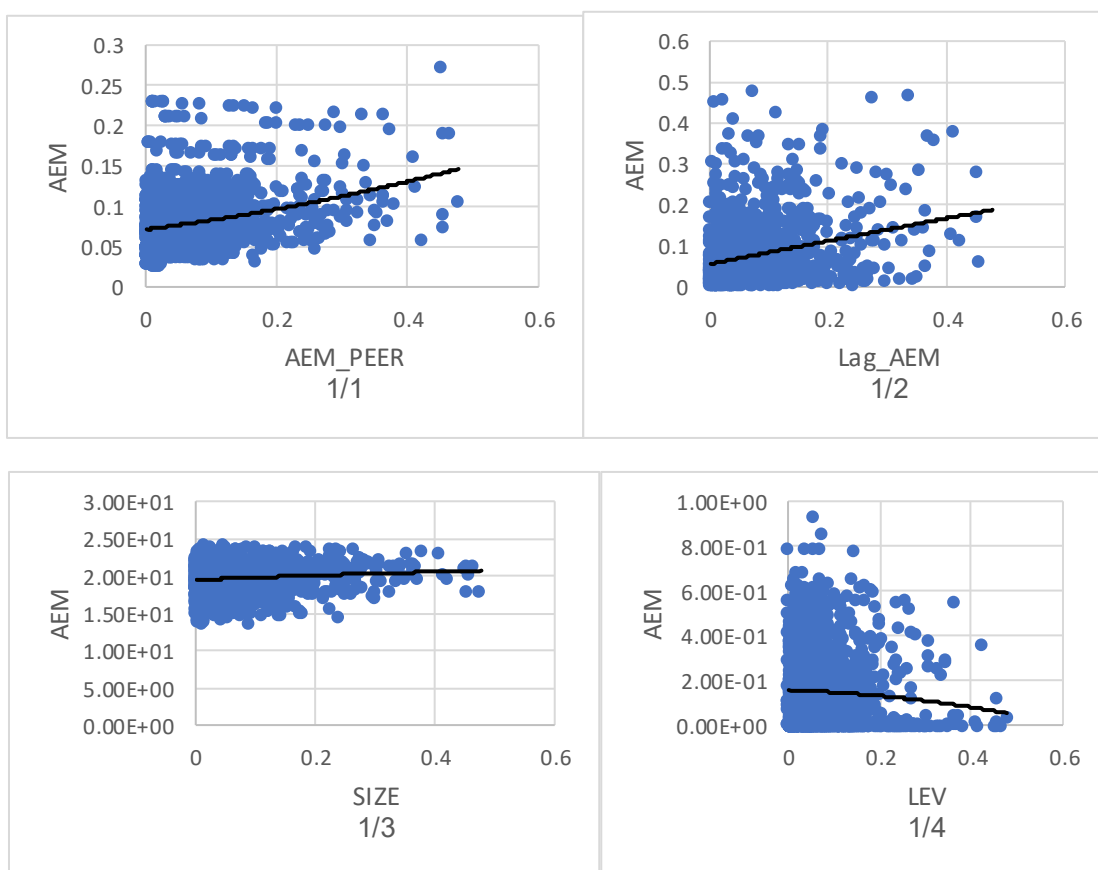 0.3
0.25
0.2
0.15
0.1
0.05
0
AEM
0 0.2 0.4 0.6
AEM_PEER
1/1
0.6
0.5
0.4
0.3
0.2
0.1
0
AEM
0 0.2 0.4 0.6
Lag_AEM
1/2
3.00E+01
2.50E+01
2.00E+01
1.50E+01
1.00E+01
5.00E+00
0.00E+00
AEM
0 0.2 0.4 0.6
SIZE
1/3
1.00E+00
8.00E-01
6.00E-01
4.00E-01
2.00E-01
0.00E+00
AEM
0 0.2 0.4 0.6
LEV
1/4